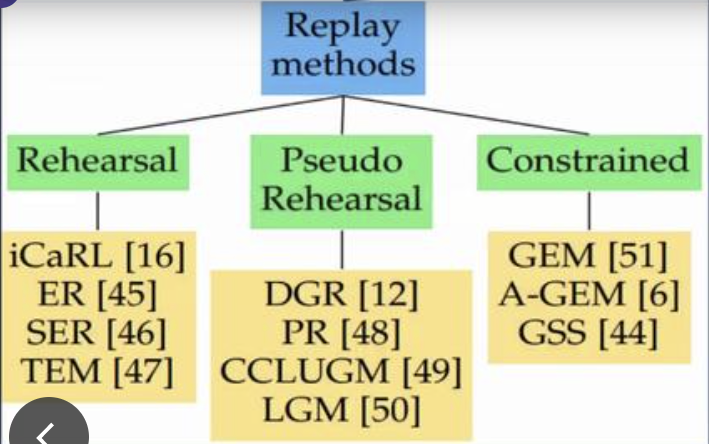 Replay
methods
Rehearsal
Pseudo
Rehearsal
Constrained
iCaRL [16]
ER [45]
SER [46]
TEM [47]
DGR [12]
PR [48]
CCLUGM [49]
LGM [50]
GEM [51]
A-GEM [6]
GSS [44]